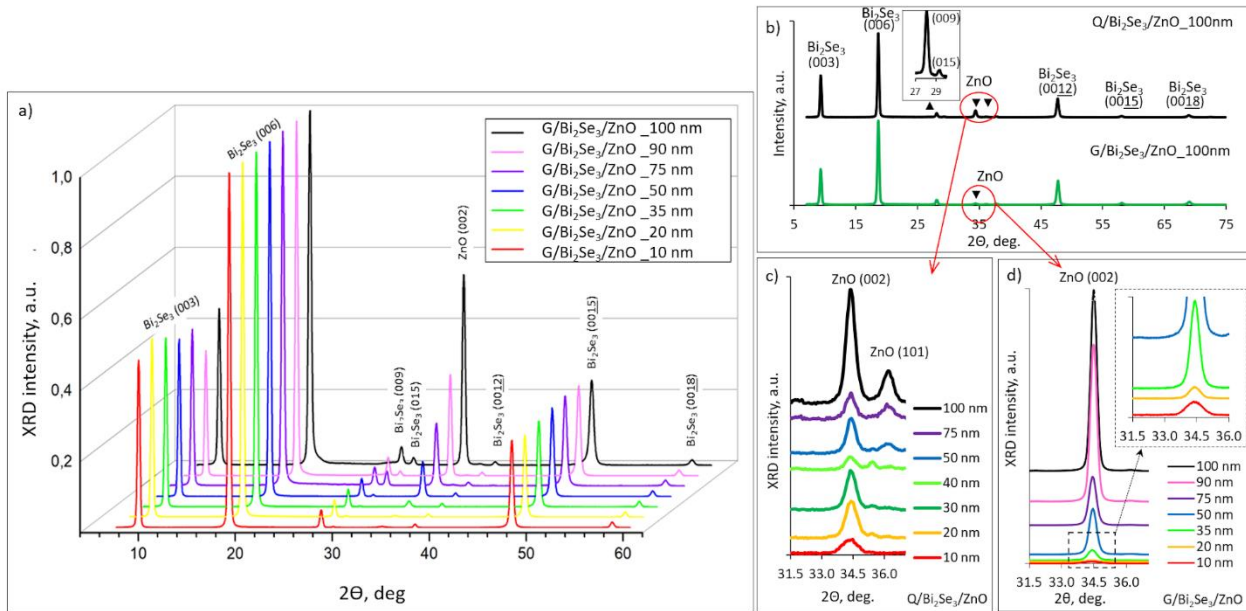 a)
XRD intensity, a.u.
1,0
0,8
0,6
0,4
0,2
10
20
30
40
50
60
2Θ, deg
Bi₂Se₃ (003)
Bi₂Se₃ (006)
Bi₂Se₃ (009)
Bi₂Se₃ (015)
ZnO (002)
Bi₂Se₃ (0012)
Bi₂Se₃ (0015)
Bi₂Se₃ (0018)
G/Bi₂Se₃/ZnO _100 nm
G/Bi₂Se₃/ZnO _90 nm
G/Bi₂Se₃/ZnO _75 nm
G/Bi₂Se₃/ZnO _50 nm
G/Bi₂Se₃/ZnO _35 nm
G/Bi₂Se₃/ZnO _20 nm
G/Bi₂Se₃/ZnO _10 nm
b)
Intensity, a.u.
Bi₂Se₃
(003)
Bi₂Se₃
(006)
(009)
(015)
27 29
ZnO
Bi₂Se₃
(0012)
Bi₂Se₃
(0015)
Bi₂Se₃
(0018)
Q/Bi₂Se₃/ZnO_100nm
G/Bi₂Se₃/ZnO_100nm
ZnO
5 15 25 35 45 55 65 75
2Θ, deg.
c)
ZnO (002)
ZnO (101)
XRD intensity, a.u.
100 nm
75 nm
50 nm
40 nm
30 nm
20 nm
10 nm
31.5 33.0 34.5 36.0
2Θ, deg.
Q/Bi₂Se₃/ZnO
d)
ZnO (002)
XRD intensity, a.u.
31.5 33.0 34.5 36.0
100 nm
90 nm
75 nm
50 nm
35 nm
20 nm
10 nm
31.5 33.0 34.5 36.0
2Θ, deg.
G/Bi₂Se₃/ZnO